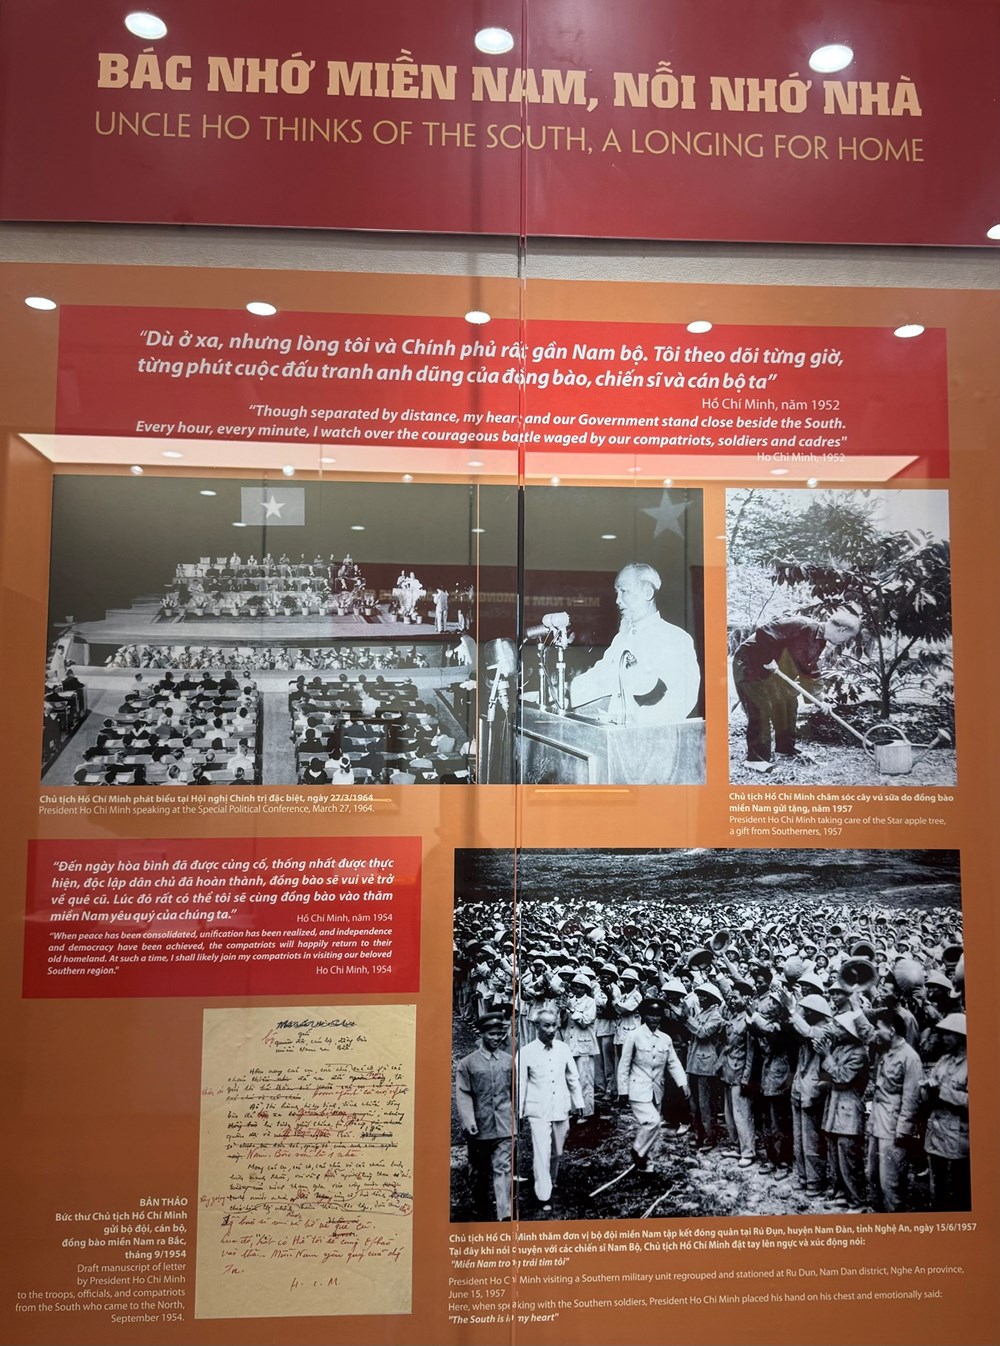 BÁC NHỚ MIỀN NAM, NỖI NHỚ NHÀ
UNCLE HO THINKS OF THE SOUTH, A LONGING FOR HOME
“Dù ở xa, nhưng lòng tôi và Chính phủ rất gần Nam bộ. Tôi theo dõi từng giờ,
từng phút cuộc đấu tranh anh dũng của đồng bào, chiến sĩ và cán bộ ta”
Hồ Chí Minh, năm 1952
“Though separated by distance, my heart and our Government stand close beside the South.
Every hour, every minute, I watch over the courageous battle waged by our compatriots, soldiers and cadres"
Ho Chi Minh, 1952
Chủ tịch Hồ Chí Minh phát biểu tại Hội nghị Chính trị đặc biệt, ngày 27/3/1964
President Ho Chi Minh speaking at the Special Political Conference, March 27, 1964.
Chủ tịch Hồ Chí Minh chăm sóc cây vú sữa do đồng bào
miền Nam gửi tặng, năm 1957
President Ho Chi Minh taking care of the Star apple tree,
a gift from Southerners, 1957
“Đến ngày hòa bình đã được củng cố, thống nhất được thực
hiện, độc lập dân chủ đã hoàn thành, đồng bào sẽ vui vẻ trở
về quê cũ. Lúc đó rất có thể tôi sẽ cùng đồng bào vào thăm
miền Nam yêu quý của chúng ta.”
Hồ Chí Minh, năm 1954
“When peace has been consolidated, unification has been realized, and independence
and democracy have been achieved, the compatriots will happily return to their
old homeland. At such a time, I shall likely join my compatriots in visiting our beloved
Southern region.”
Ho Chi Minh, 1954
BẢN THẢO
Bức thư Chủ tịch Hồ Chí Minh
gửi bộ đội, cán bộ,
đồng bào miền Nam ra Bắc,
tháng 9/1954
Draft manuscript of letter
by President Ho Chi Minh
to the troops, officials, and compatriots
from the South who came to the North,
September 1954.
H. C. M.
Chủ tịch Hồ Chí Minh thăm đơn vị bộ đội miền Nam tập kết đóng quân tại Rú Đụn, huyện Nam Đàn, tỉnh Nghệ An, ngày 15/6/1957
Tại đây khi nói chuyện với các chiến sĩ Nam Bộ, Chủ tịch Hồ Chí Minh đặt tay lên ngực và xúc động nói:
"Miền Nam trong trái tim tôi"
President Ho Chi Minh visiting a Southern military unit regrouped and stationed at Ru Dun, Nam Dan district, Nghe An province,
June 15, 1957
Here, when speaking with the Southern soldiers, President Ho Chi Minh placed his hand on his chest and emotionally said:
"The South is in my heart"